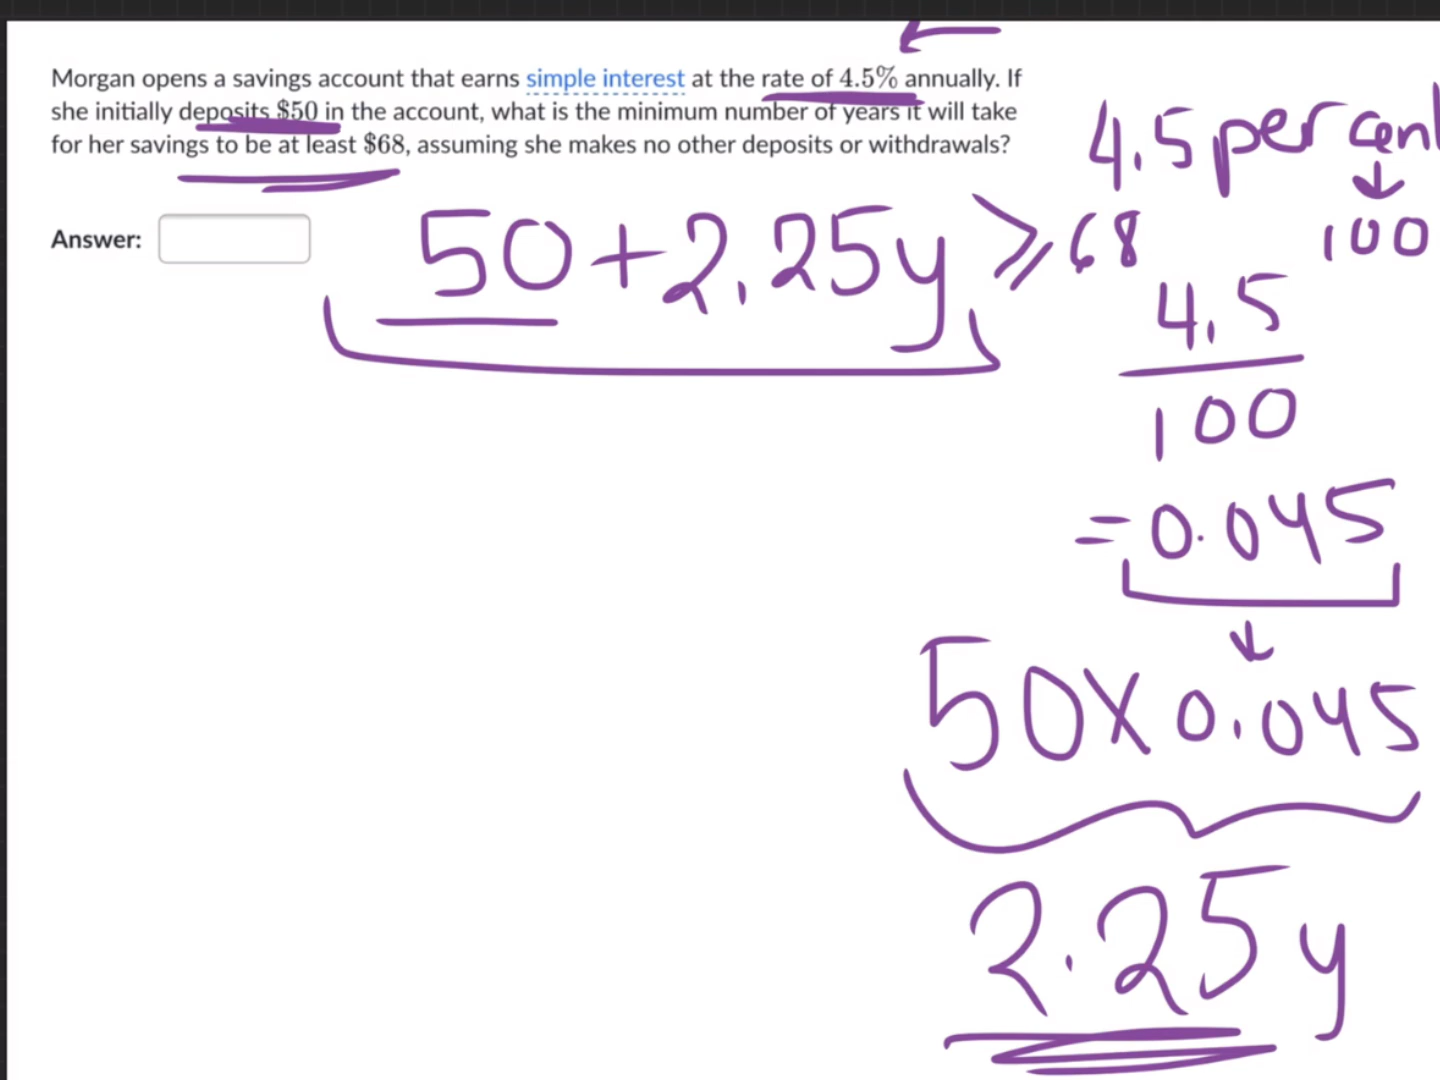 Morgan opens a savings account that earns simple interest at the rate of 4.5% annually. If
she initially deposits $50 in the account, what is the minimum number of years it will take
for her savings to be at least $68, assuming she makes no other deposits or withdrawals?
Answer:
50+2.25y ⩾ 68
4.5 per cent
100
4.5
100
=0.045
50x0.045
2.25y